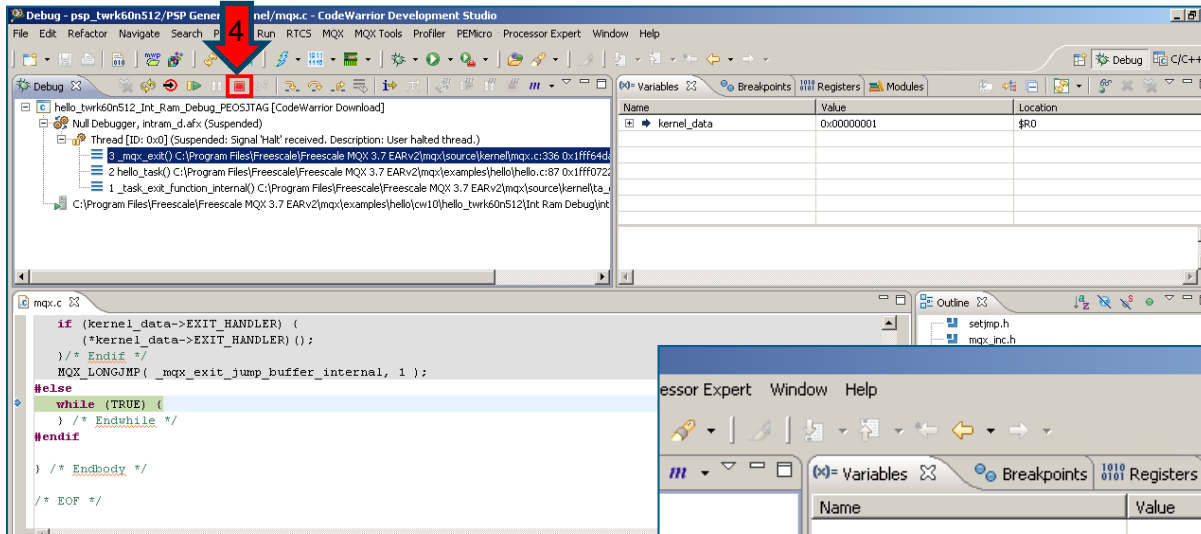 Debug - psp_twrk60n512/PSP Gener nel/mqx.c - CodeWarrior Development Studio
File Edit Refactor Navigate Search P Run RTCS MQX MQX Tools Profiler PEMicro Processor Expert Window Help
4
Debug C/C++
Debug
hello_twrk60n512_Int_Ram_Debug_PEOSJTAG [CodeWarrior Download]
Null Debugger, intram_d.afx (Suspended)
Thread [ID: 0x0] (Suspended: Signal 'Halt' received. Description: User halted thread.)
3 _mqx_exit() C:\Program Files\Freescale\Freescale MQX 3.7 EARv2\mqx\source\kernel\mqx.c:336 0x1fff64da
2 hello_task() C:\Program Files\Freescale\Freescale MQX 3.7 EARv2\mqx\examples\hello\hello.c:87 0x1fff0722
1 _task_exit_function_internal() C:\Program Files\Freescale\Freescale MQX 3.7 EARv2\mqx\source\kernel\ta_
C:\Program Files\Freescale\Freescale MQX 3.7 EARv2\mqx\examples\hello\cw10\hello_twrk60n512\Int Ram Debug\int
(x)= Variables Breakpoints 1010 0101 Registers Modules
Name Value Location
kernel_data 0x00000001 $R0
mqx.c
if (kernel_data->EXIT_HANDLER) {
(*kernel_data->EXIT_HANDLER)();
}/* Endif */
MQX_LONGJMP( _mqx_exit_jump_buffer_internal, 1 );
#else
while (TRUE) {
} /* Endwhile */
#endif
} /* Endbody */
/* EOF */
Outline
setjmp.h
mqx_inc.h
essor Expert Window Help
m (x)= Variables Breakpoints 1010 0101 Registers
Name Value